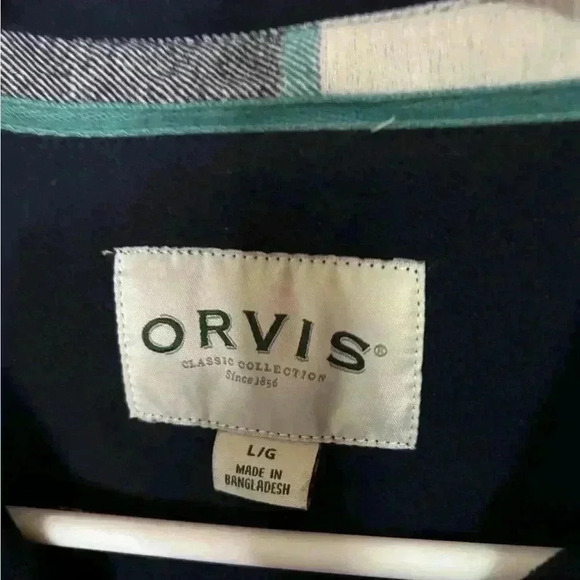 ORVIS®
CLASSIC COLLECTION
Since 1856
L/G
MADE IN
BANGLADESH